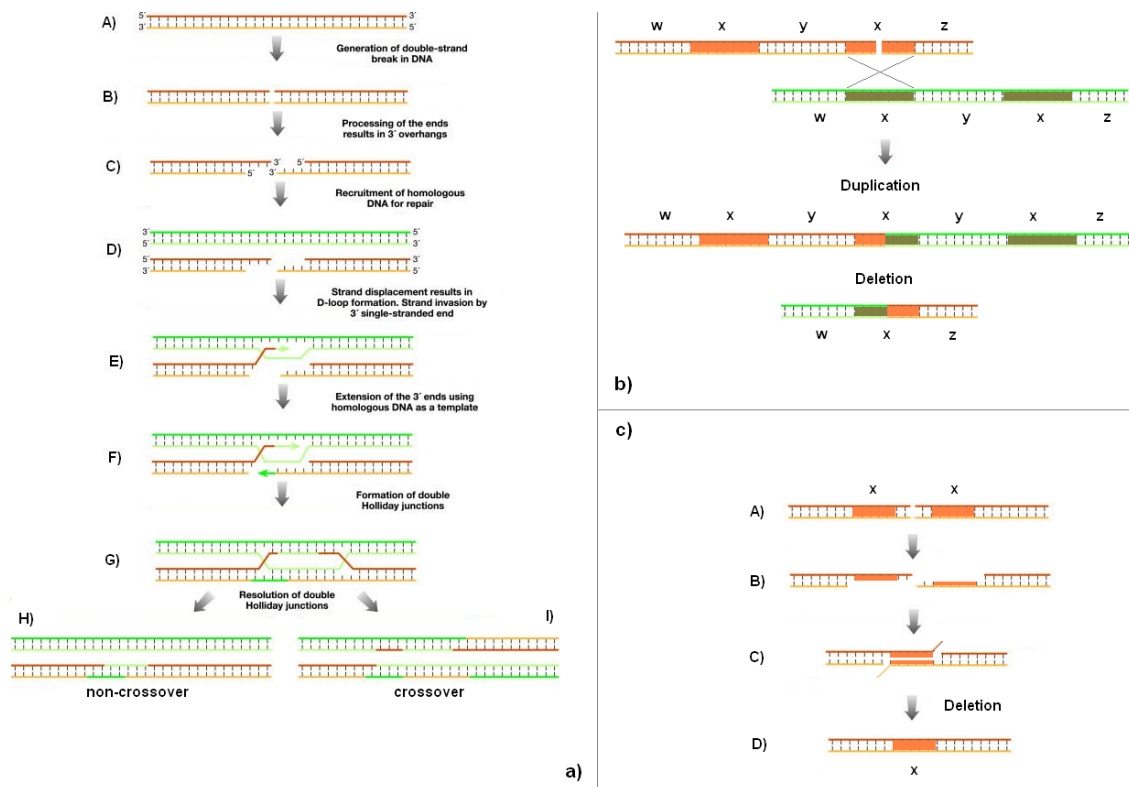 A)
5´ 3´
3´ 5´
Generation of double-strand
break in DNA
B)
Processing of the ends
results in 3´ overhangs
C)
3´ 5´
5´ 3´
Recruitment of homologous
DNA for repair
D)
3´ 5´
5´ 3´
3´ 5´
Strand displacement results in
D-loop formation. Strand invasion by
3´ single-stranded end
E)
Extension of the 3´ ends using
homologous DNA as a template
F)
Formation of double
Holliday junctions
G)
Resolution of double
Holliday junctions
H)
I)
non-crossover
crossover
a)
w x y x z
w x y x z
Duplication
w x y x y x z
Deletion
w x z
b)
c)
x x
A)
B)
C)
Deletion
D)
x